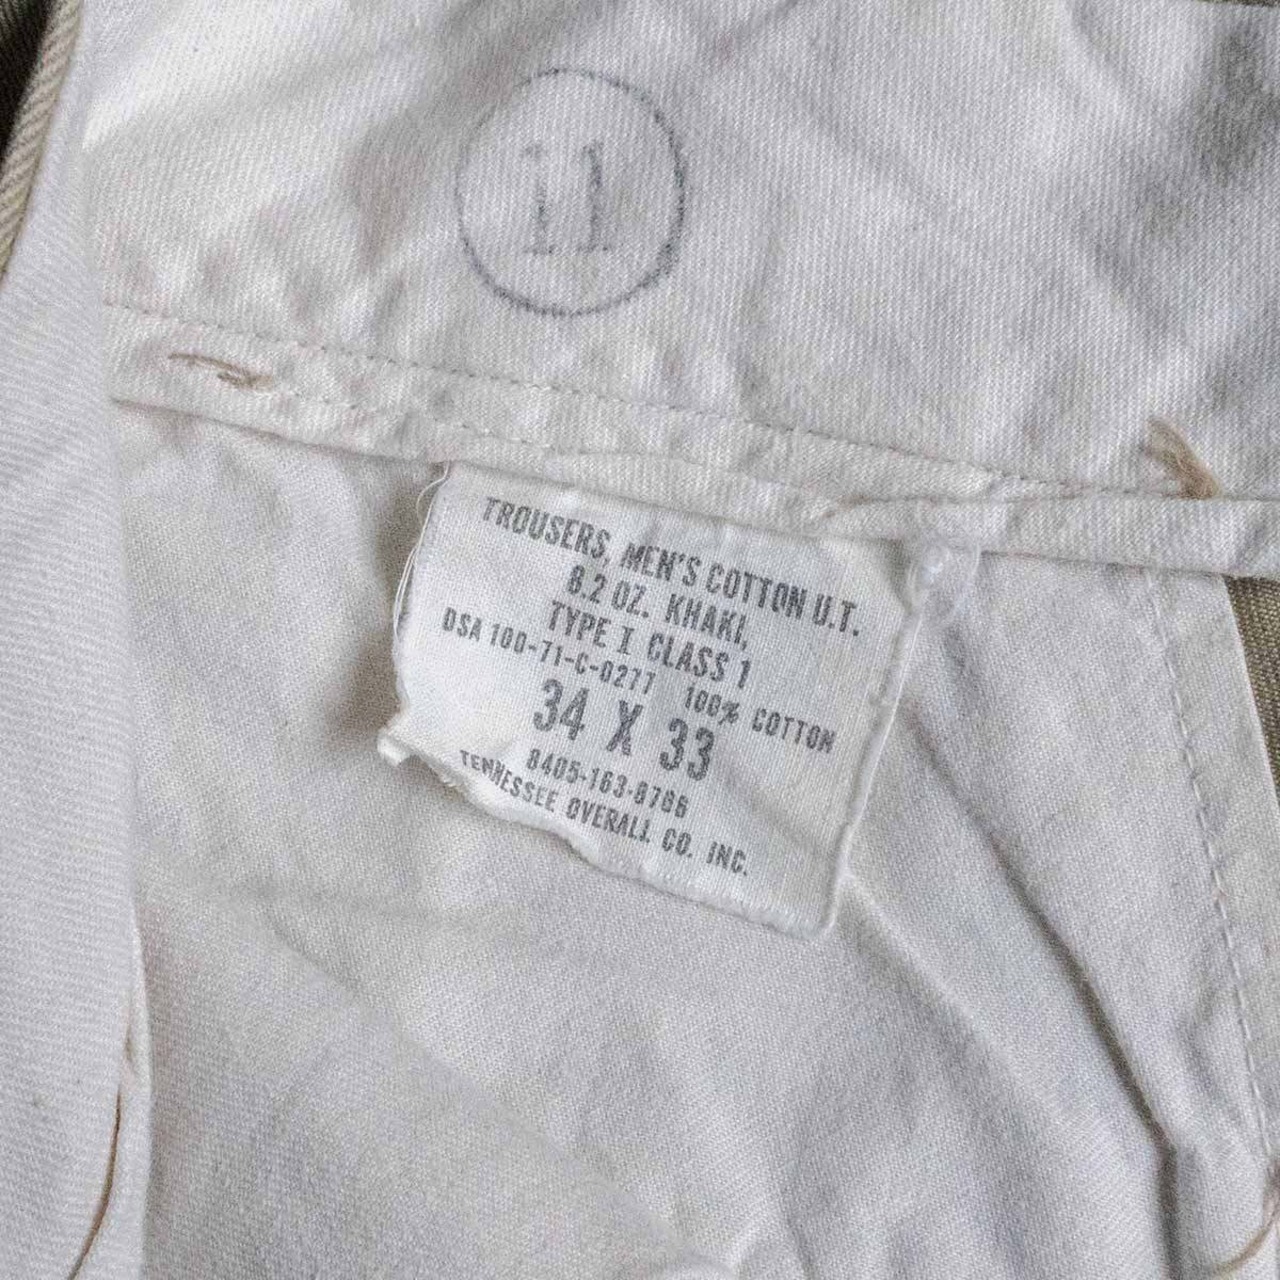 11
TROUSERS, MEN'S COTTON U.T.
8.2 OZ. KHAKI,
TYPE I CLASS 1
DSA 100-71-C-0277 100% COTTON
34 X 33
8405-163-8766
TENNESSEE OVERALL CO. INC.